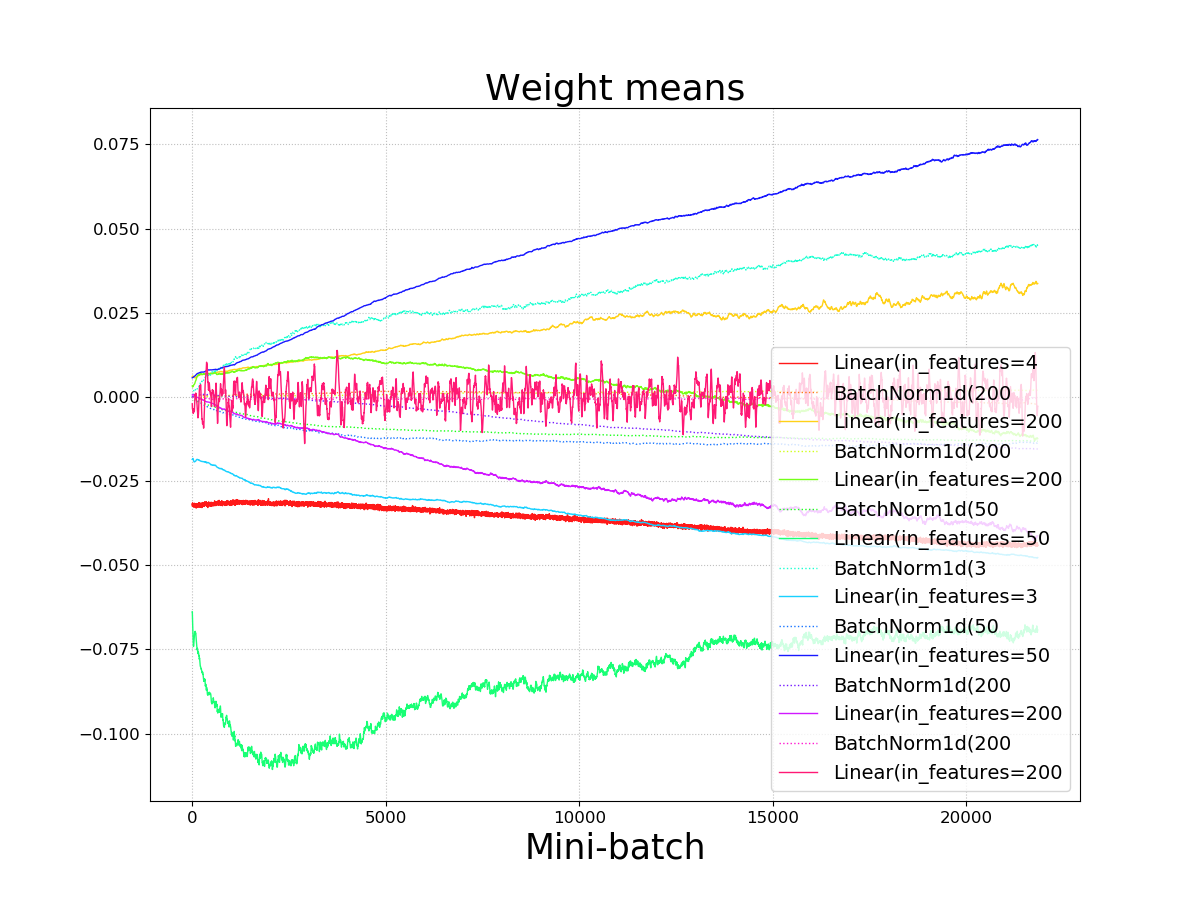 Weight means
0.075
0.050
0.025
0.000
−0.025
−0.050
−0.075
−0.100
Linear(in_features=4
BatchNorm1d(200
Linear(in_features=200
BatchNorm1d(200
Linear(in_features=200
BatchNorm1d(50
Linear(in_features=50
BatchNorm1d(3
Linear(in_features=3
BatchNorm1d(50
Linear(in_features=50
BatchNorm1d(200
Linear(in_features=200
BatchNorm1d(200
Linear(in_features=200
0 5000 10000 15000 20000
Mini-batch